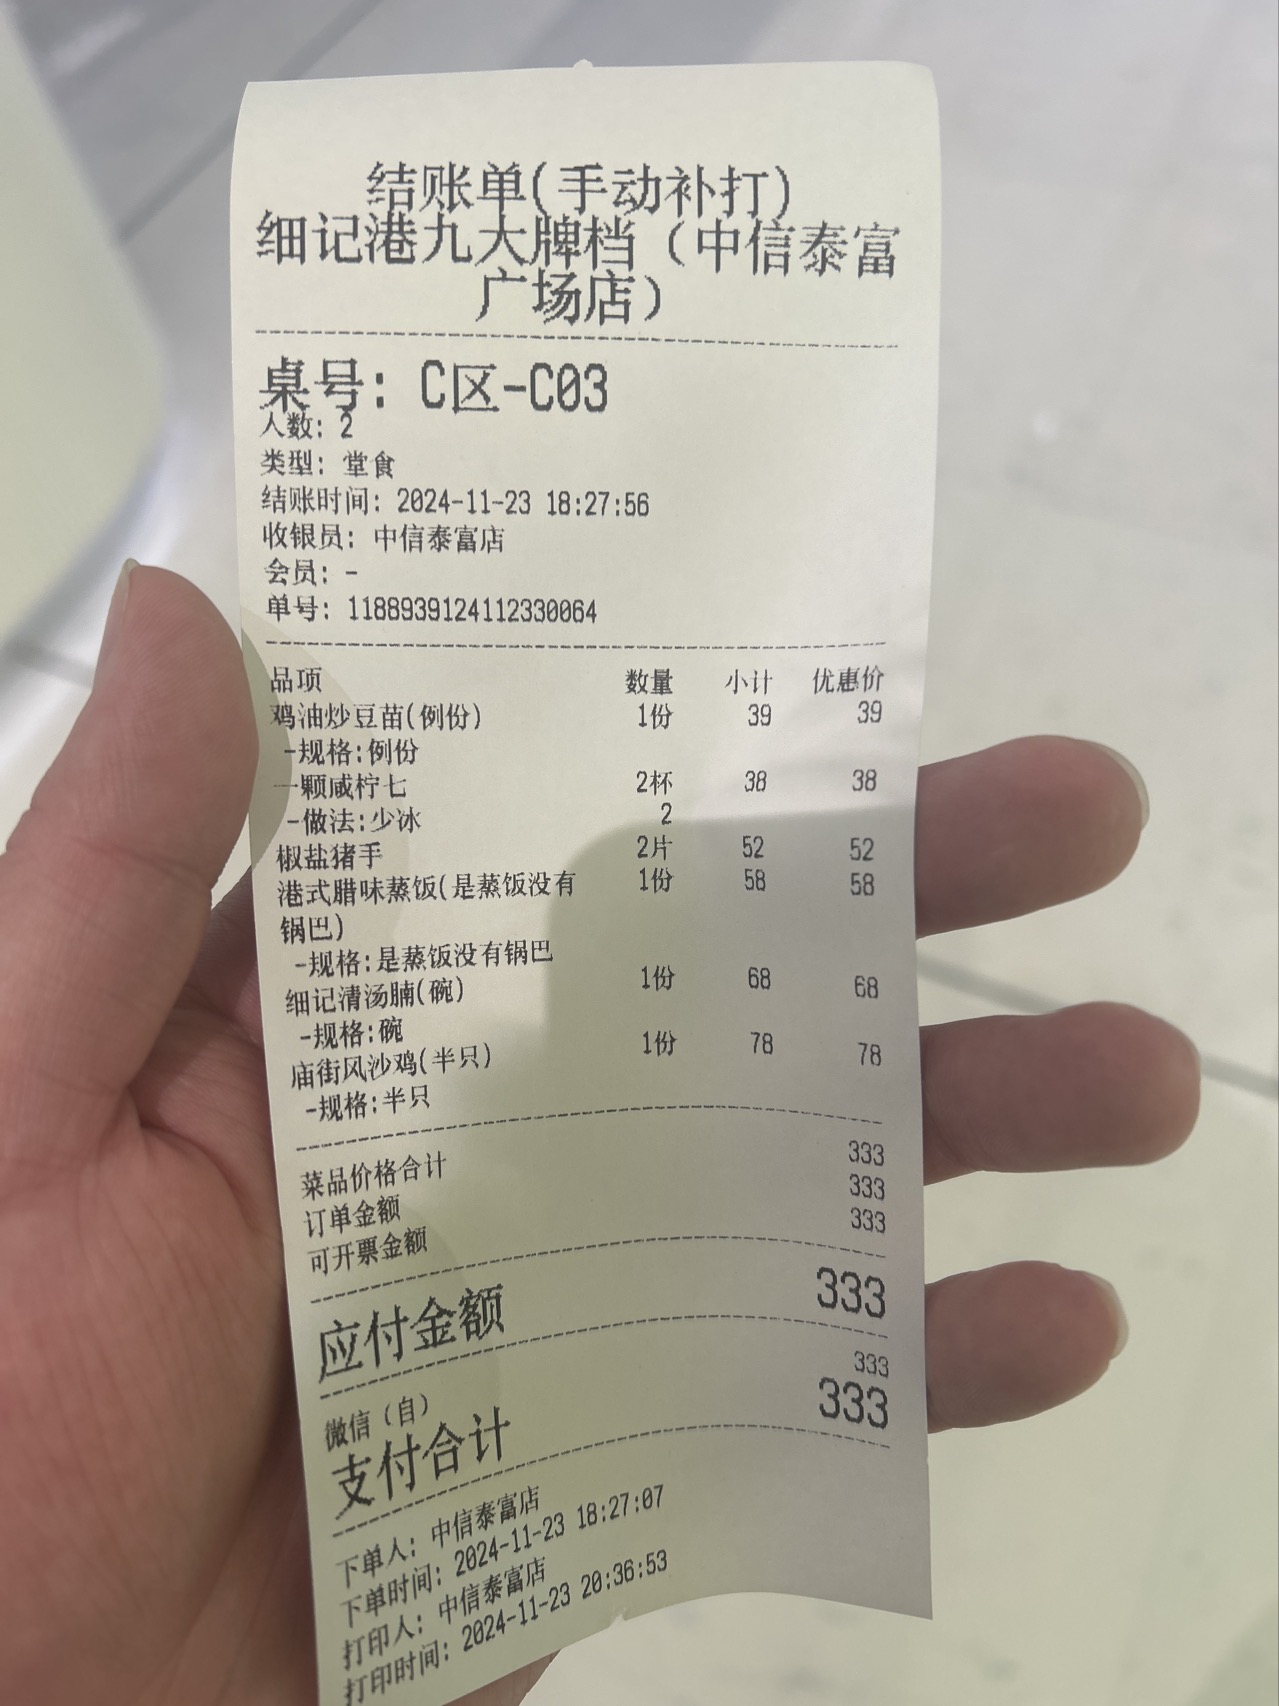 结账单(手动补打)
细记港九大牌档（中信泰富
广场店）
桌号: C区-C03
人数: 2
类型: 堂食
结账时间: 2024-11-23 18:27:56
收银员: 中信泰富店
会员: -
单号: 1188939124112330064
品项 数量 小计 优惠价
鸡油炒豆苗(例份) 1份 39 39
-规格:例份
一颗咸柠七 2杯 38 38
-做法:少冰 2
椒盐猪手 2片 52 52
港式腊味蒸饭(是蒸饭没有 1份 58 58
锅巴)
-规格:是蒸饭没有锅巴
细记清汤腩(碗) 1份 68 68
-规格:碗
庙街风沙鸡(半只) 1份 78 78
-规格:半只
菜品价格合计 333
订单金额 333
可开票金额 333
应付金额 333
微信（自） 333
支付合计 333
下单人: 中信泰富店
下单时间: 2024-11-23 18:27:07
打印人: 中信泰富店
打印时间: 2024-11-23 20:36:53